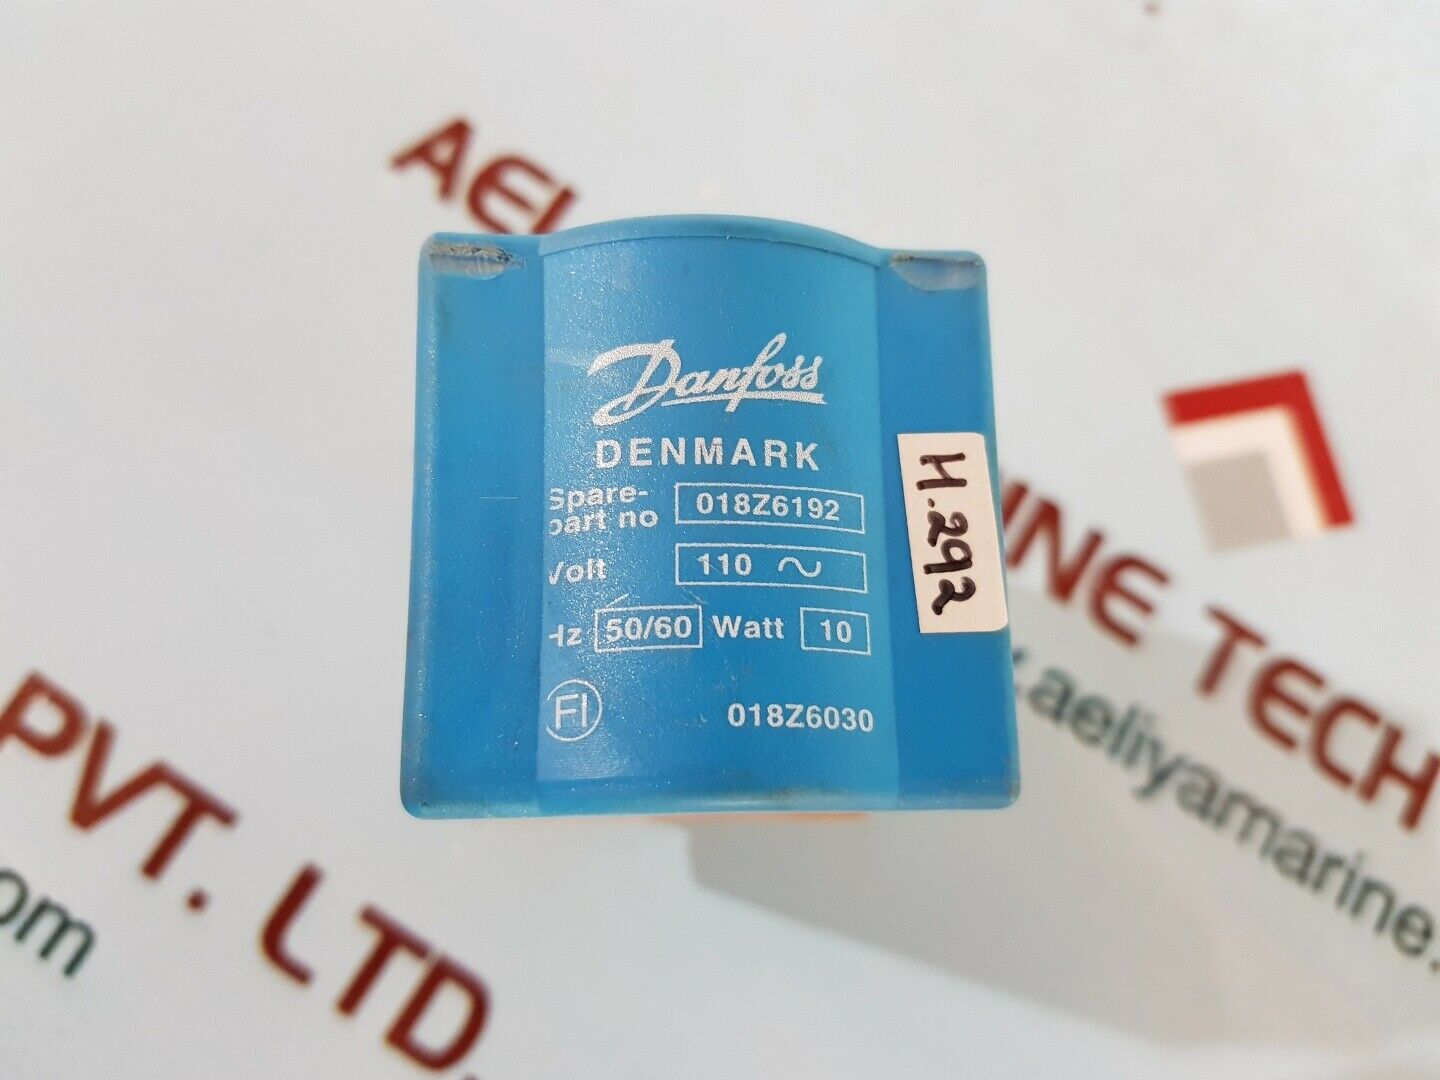 AEL
Danfoss
DENMARK
Spare-
part no 018Z6192
Volt 110 ~
Hz 50/60 Watt 10
FI 018Z6030
H.292
INE TECH
.aeliyamarine.
PVT. LTD.
om